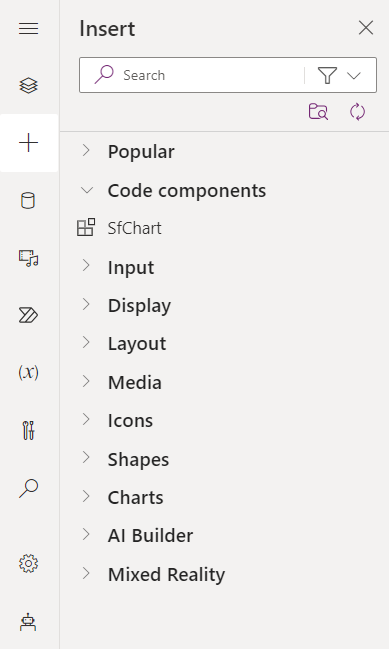 Insert
Search
Popular
Code components
SfChart
Input
Display
Layout
(x)
Media
Icons
Shapes
Charts
AI Builder
Mixed Reality